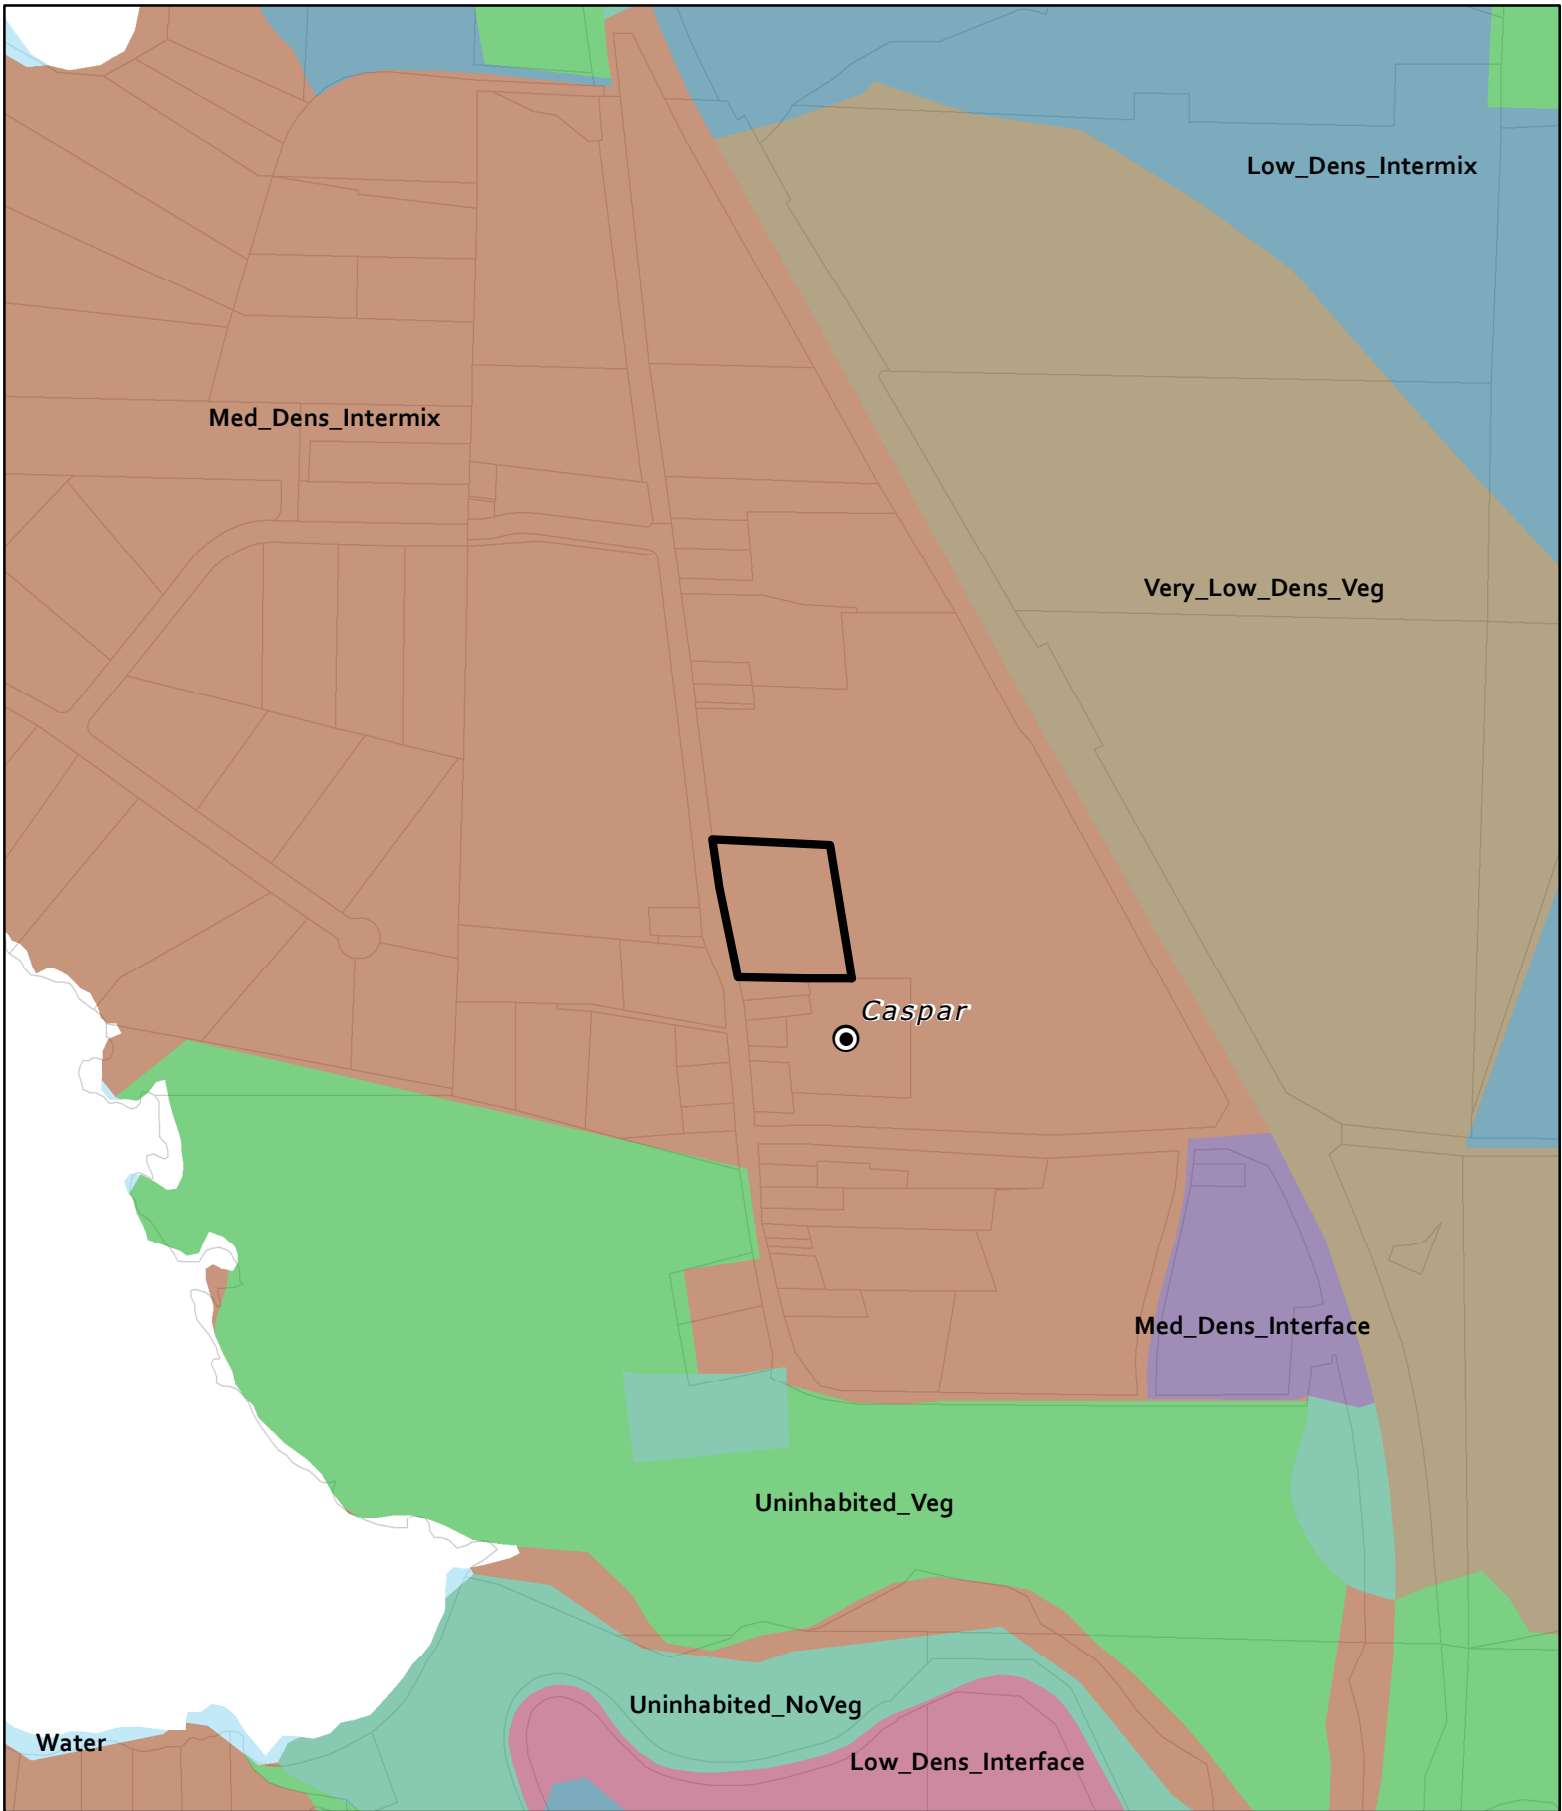 Low_Dens_Intermix
Med_Dens_Intermix
Very_Low_Dens_Veg
Caspar
Med_Dens_Interface
Uninhabited_Veg
Uninhabited_NoVeg
Water
Low_Dens_Interface